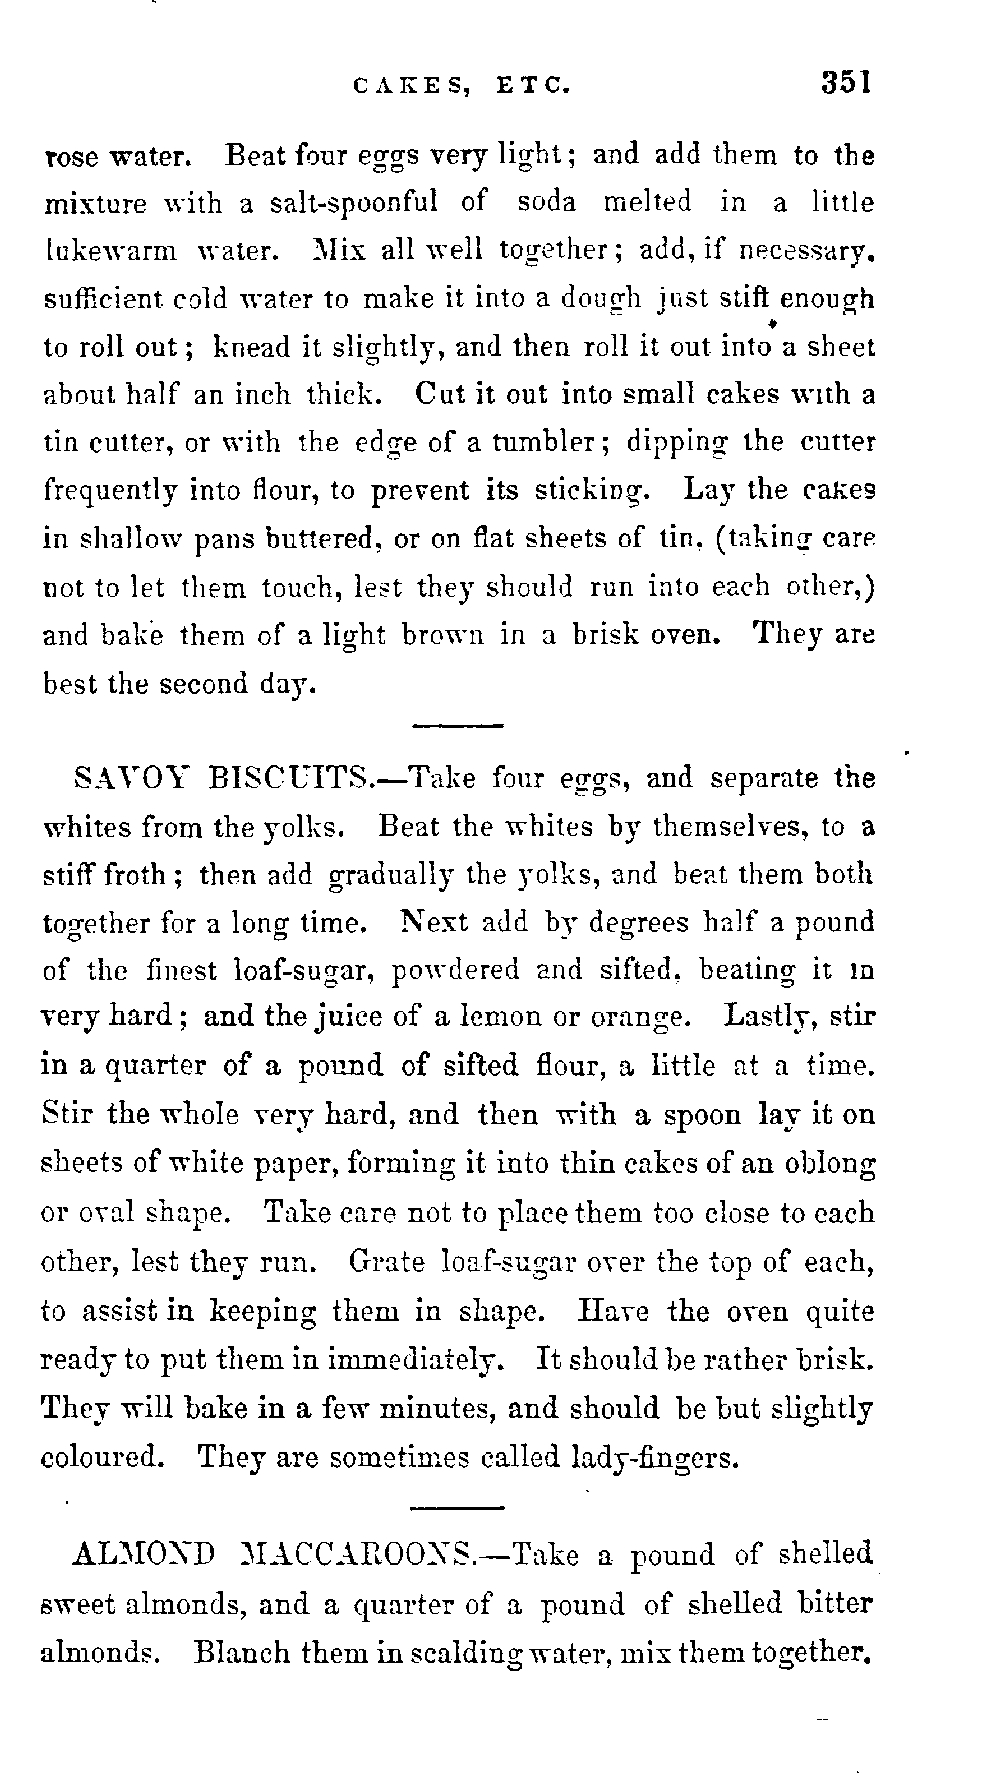 CAKES, ETC. 351
rose water. Beat four eggs very light; and add them to the
mixture with a salt-spoonful of soda melted in a little
lukewarm water. Mix all well together; add, if necessary,
sufficient cold water to make it into a dough just stiff enough
to roll out; knead it slightly, and then roll it out into a sheet
about half an inch thick. Cut it out into small cakes with a
tin cutter, or with the edge of a tumbler; dipping the cutter
frequently into flour, to prevent its sticking. Lay the cakes
in shallow pans buttered, or on flat sheets of tin, (taking care
not to let them touch, lest they should run into each other,)
and bake them of a light brown in a brisk oven. They are
best the second day.
SAVOY BISCUITS.—Take four eggs, and separate the
whites from the yolks. Beat the whites by themselves, to a
stiff froth; then add gradually the yolks, and beat them both
together for a long time. Next add by degrees half a pound
of the finest loaf-sugar, powdered and sifted, beating it in
very hard; and the juice of a lemon or orange. Lastly, stir
in a quarter of a pound of sifted flour, a little at a time.
Stir the whole very hard, and then with a spoon lay it on
sheets of white paper, forming it into thin cakes of an oblong
or oval shape. Take care not to place them too close to each
other, lest they run. Grate loaf-sugar over the top of each,
to assist in keeping them in shape. Have the oven quite
ready to put them in immediately. It should be rather brisk.
They will bake in a few minutes, and should be but slightly
coloured. They are sometimes called lady-fingers.
ALMOND MACCAROONS.—Take a pound of shelled
sweet almonds, and a quarter of a pound of shelled bitter
almonds. Blanch them in scalding water, mix them together,